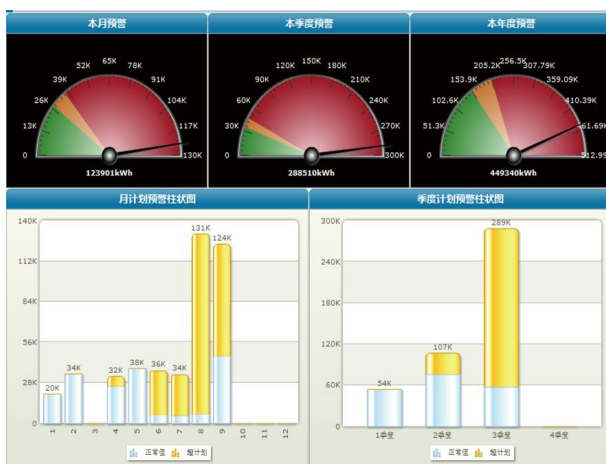 本月预警
本季度预警
本年度预警
0 13K 26K 39K 52K 65K 78K 91K 104K 117K 130K
123901kWh
0 30K 60K 90K 120K 150K 180K 210K 240K 270K 300K
288510kWh
0 51.3K 102.6K 153.9K 205.2K 256.5K 307.79K 359.09K 410.39K 61.69K 512.99
449340kWh
月计划预警柱状图
季度计划预警柱状图
140K
112K
84K
56K
28K
0
20K 34K 32K 38K 36K 34K 131K 124K
1 2 3 4 5 6 7 8 9 10 11 12
正常值 超计划
300K
240K
180K
120K
60K
0
54K 107K 289K
1季度 2季度 3季度 4季度
正常值 超计划